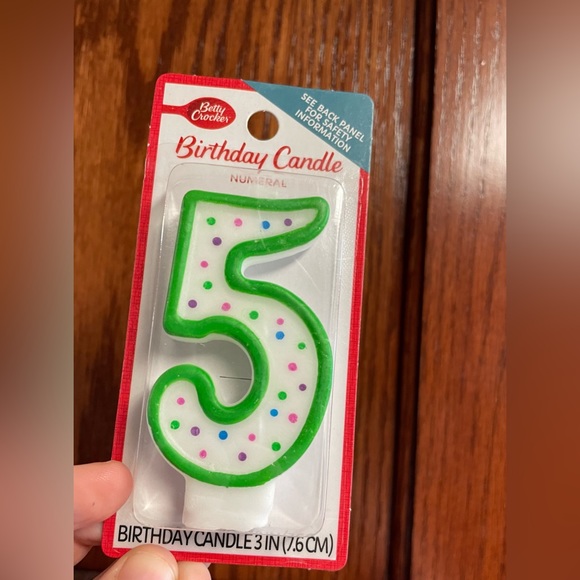 Betty
Crocker
SEE BACK PANEL
FOR SAFETY
INFORMATION
Birthday Candle
NUMERAL
5
BIRTHDAY CANDLE 3 IN (7.6 CM)